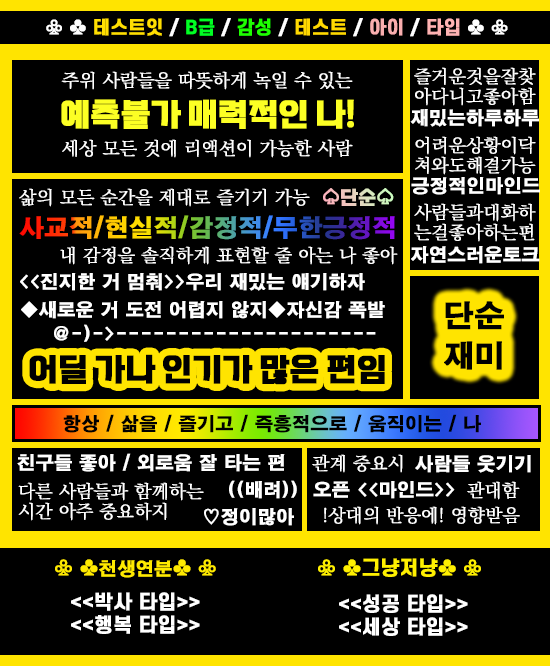 ♧ ♣ 테스트잇 / B급 / 감성 / 테스트 / 아이 / 타입 ♣ ♧
주위 사람들을 따뜻하게 녹일 수 있는
예측불가 매력적인 나!
세상 모든 것에 리액션이 가능한 사람
즐거운것을잘찾
아다니고좋아함
재밌는하루하루
어려운상황이닥
쳐와도해결가능
긍정적인마인드
사람들과대화하
는걸좋아하는편
자연스러운토크
삶의 모든 순간을 제대로 즐기기 가능 ♤단순♤
사교적/현실적/감정적/무한긍정적
내 감정을 솔직하게 표현할 줄 아는 나 좋아
<<진지한 거 멈춰>>우리 재밌는 얘기하자
◆새로운 거 도전 어렵지 않지◆자신감 폭발
@-)->---------------------
어딜 가나 인기가 많은 편임
단순
재미
항상 / 삶을 / 즐기고 / 즉흥적으로 / 움직이는 / 나
친구들 좋아 / 외로움 잘 타는 편
다른 사람들과 함께하는 ((배려))
시간 아주 중요하지 ♡정이많아
관계 중요시 사람들 웃기기
오픈 <<마인드>> 관대함
!상대의 반응에! 영향받음
♧ ♣천생연분♣ ♧
<<박사 타입>>
<<행복 타입>>
♧ ♣그냥저냥♣ ♧
<<성공 타입>>
<<세상 타입>>